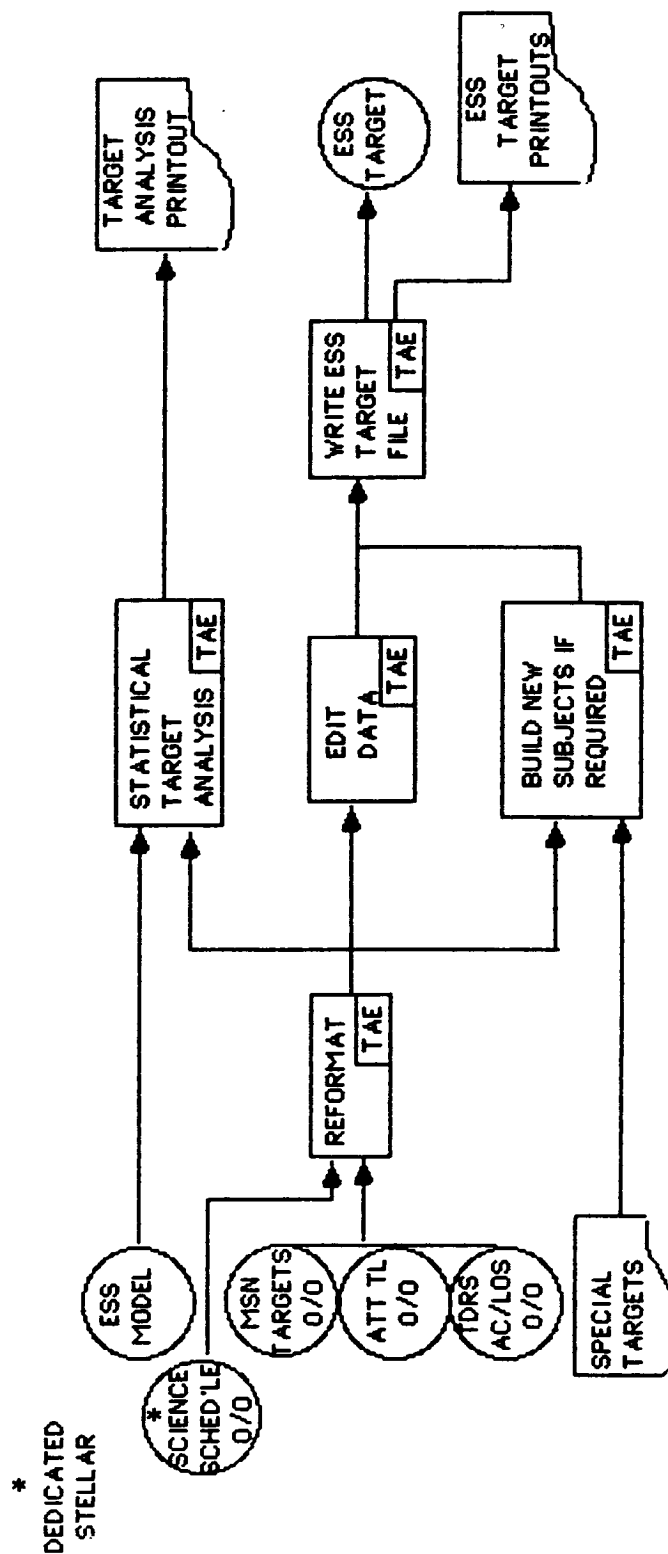 *
DEDICATED
STELLAR
ESS
MODEL
*
SCIENCE
SCHED'LE
O/O
MSN
TARGETS
O/O
ATT TL
O/O
TDRS
AC/LOS
O/O
SPECIAL
TARGETS
REFORMAT
TAE
STATISTICAL
TARGET
ANALYSIS
TAE
EDIT
DATA
TAE
BUILD NEW
SUBJECTS IF
REQUIRED
TAE
WRITE ESS
TARGET
FILE
TAE
TARGET
ANALYSIS
PRINTOUT
ESS
TARGET
ESS
TARGET
PRINTOUTS